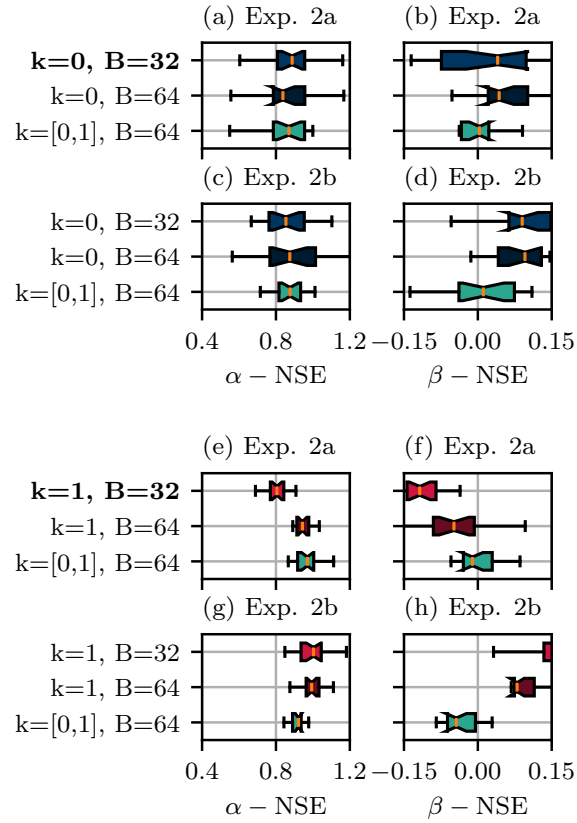 (a) Exp. 2a (b) Exp. 2a
k=0, B=32
k=0, B=64
k=[0,1], B=64
(c) Exp. 2b (d) Exp. 2b
k=0, B=32
k=0, B=64
k=[0,1], B=64
0.4 0.8 1.2 −0.15 0.00 0.15
α − NSE β − NSE
(e) Exp. 2a (f) Exp. 2a
k=1, B=32
k=1, B=64
k=[0,1], B=64
(g) Exp. 2b (h) Exp. 2b
k=1, B=32
k=1, B=64
k=[0,1], B=64
0.4 0.8 1.2 −0.15 0.00 0.15
α − NSE β − NSE